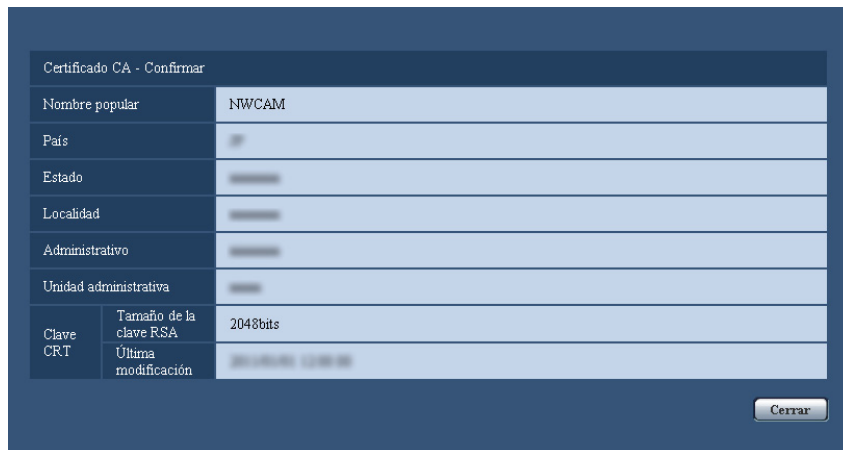 Certificado CA - Confirmar
Nombre popular NWCAM
País
Estado
Localidad
Administrativo
Unidad administrativa
Clave CRT
Tamaño de la clave RSA 2048bits
Última modificación
Cerrar